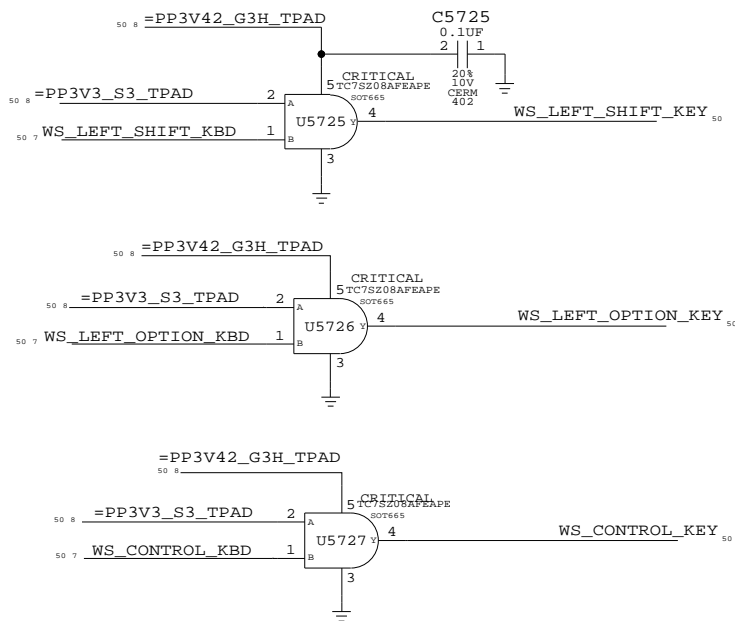 50 8 =PP3V42_G3H_TPAD
C5725
0.1UF
2 1
20%
10V
CERM
402
5 CRITICAL
TC7SZ08AFEAPE
SOT665
50 8 =PP3V3_S3_TPAD 2 A
U5725 Y 4 WS_LEFT_SHIFT_KEY 50
50 7 WS_LEFT_SHIFT_KBD 1 B
3
50 8 =PP3V42_G3H_TPAD
5 CRITICAL
TC7SZ08AFEAPE
SOT665
50 8 =PP3V3_S3_TPAD 2 A
U5726 Y 4 WS_LEFT_OPTION_KEY 50
50 7 WS_LEFT_OPTION_KBD 1 B
3
=PP3V42_G3H_TPAD
50 8
5 CRITICAL
TC7SZ08AFEAPE
SOT665
50 8 =PP3V3_S3_TPAD 2 A
U5727 Y 4 WS_CONTROL_KEY 50
50 7 WS_CONTROL_KBD 1 B
3